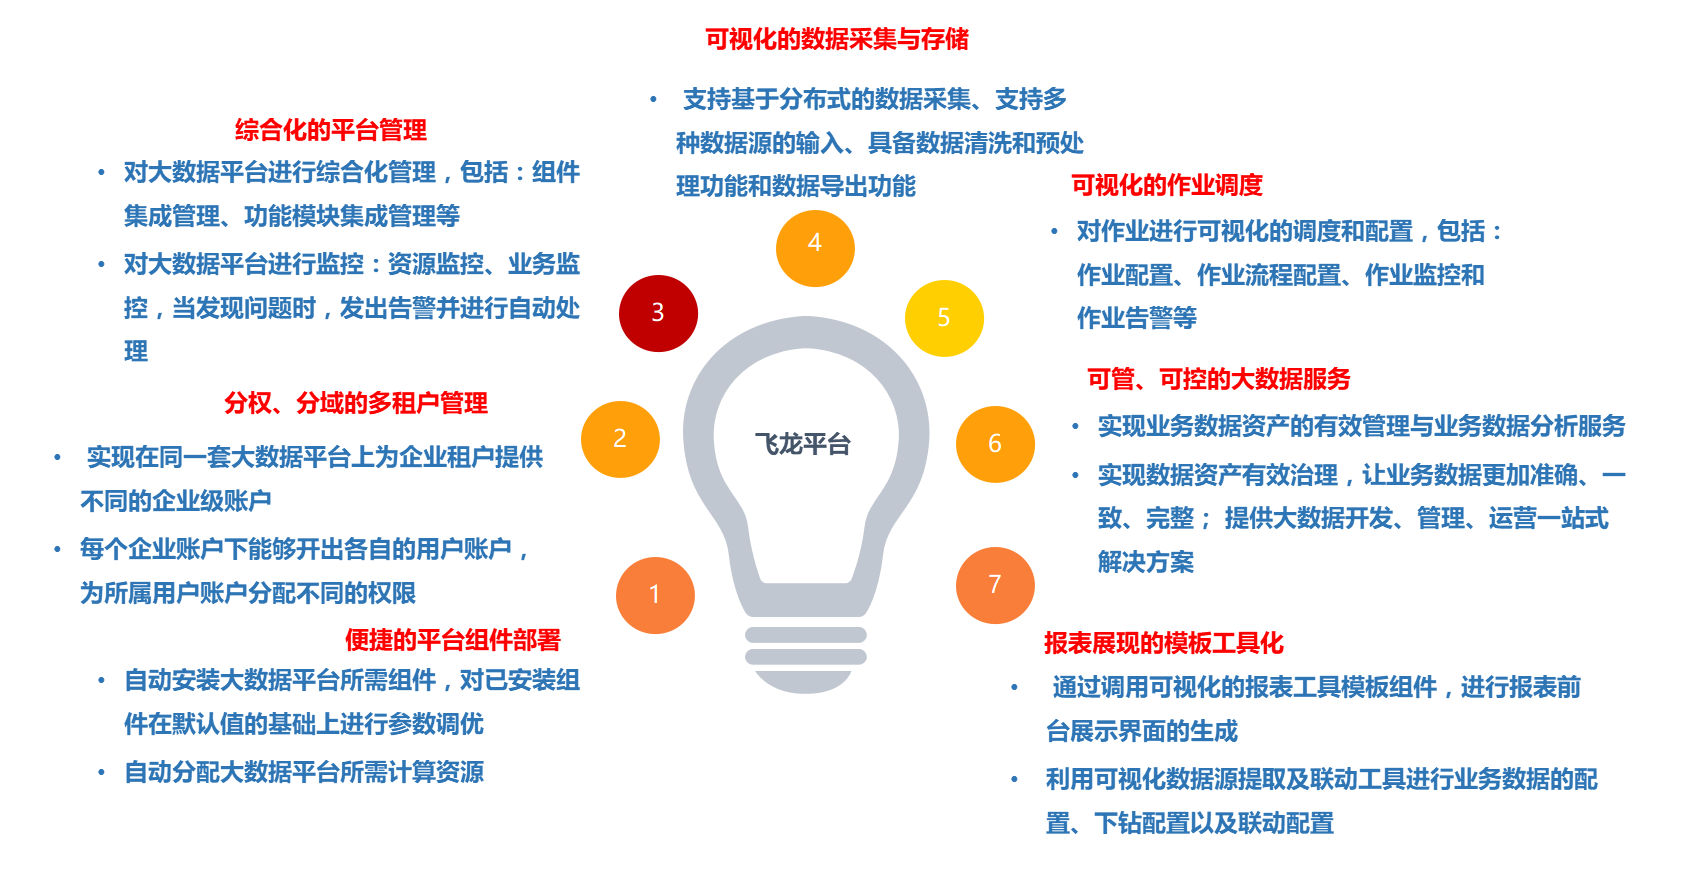 可视化的数据采集与存储
• 支持基于分布式的数据采集、支持多
种数据源的输入、具备数据清洗和预处
理功能和数据导出功能
综合化的平台管理
• 对大数据平台进行综合化管理，包括：组件
集成管理、功能模块集成管理等
• 对大数据平台进行监控：资源监控、业务监
控，当发现问题时，发出告警并进行自动处
理
分权、分域的多租户管理
• 实现在同一套大数据平台上为企业租户提供
不同的企业级账户
• 每个企业账户下能够开出各自的用户账户，
为所属用户账户分配不同的权限
便捷的平台组件部署
• 自动安装大数据平台所需组件，对已安装组
件在默认值的基础上进行参数调优
• 自动分配大数据平台所需计算资源
4
3
5
2
飞龙平台
6
1
7
可视化的作业调度
• 对作业进行可视化的调度和配置，包括：
作业配置、作业流程配置、作业监控和
作业告警等
可管、可控的大数据服务
• 实现业务数据资产的有效管理与业务数据分析服务
• 实现数据资产有效治理，让业务数据更加准确、一
致、完整； 提供大数据开发、管理、运营一站式
解决方案
报表展现的模板工具化
• 通过调用可视化的报表工具模板组件，进行报表前
台展示界面的生成
• 利用可视化数据源提取及联动工具进行业务数据的配
置、下钻配置以及联动配置